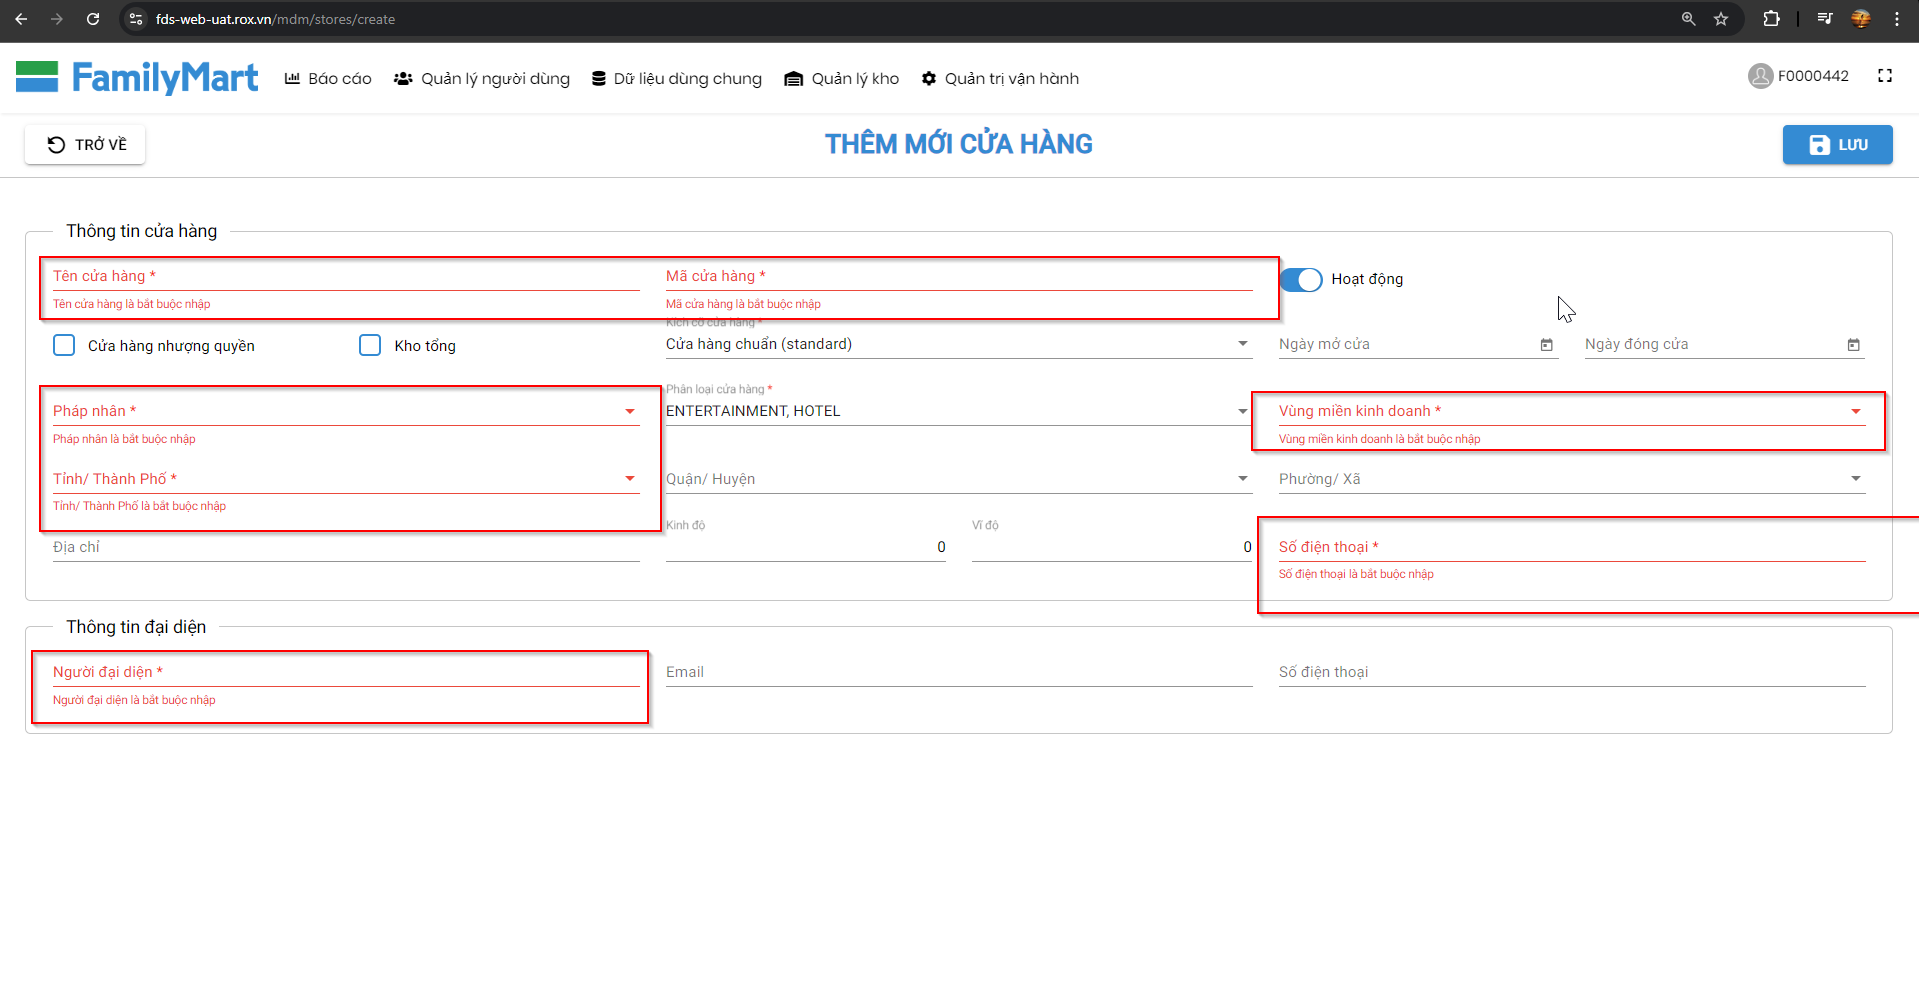 fds-web-uat.rox.vn/mdm/stores/create
FamilyMart
Báo cáo
Quản lý người dùng
Dữ liệu dùng chung
Quản lý kho
Quản trị vận hành
F0000442
TRỞ VỀ
THÊM MỚI CỬA HÀNG
LƯU
Thông tin cửa hàng
Tên cửa hàng *
Mã cửa hàng *
Hoạt động
Tên cửa hàng là bắt buộc nhập
Mã cửa hàng là bắt buộc nhập
Kích cỡ cửa hàng *
Cửa hàng nhượng quyền
Kho tổng
Cửa hàng chuẩn (standard)
Ngày mở cửa
Ngày đóng cửa
Phân loại cửa hàng *
Pháp nhân *
ENTERTAINMENT, HOTEL
Vùng miền kinh doanh *
Pháp nhân là bắt buộc nhập
Vùng miền kinh doanh là bắt buộc nhập
Tỉnh/ Thành Phố *
Quận/ Huyện
Phường/ Xã
Tỉnh/ Thành Phố là bắt buộc nhập
Kinh độ
Vĩ độ
Địa chỉ
0
0
Số điện thoại *
Số điện thoại là bắt buộc nhập
Thông tin đại diện
Người đại diện *
Email
Số điện thoại
Người đại diện là bắt buộc nhập